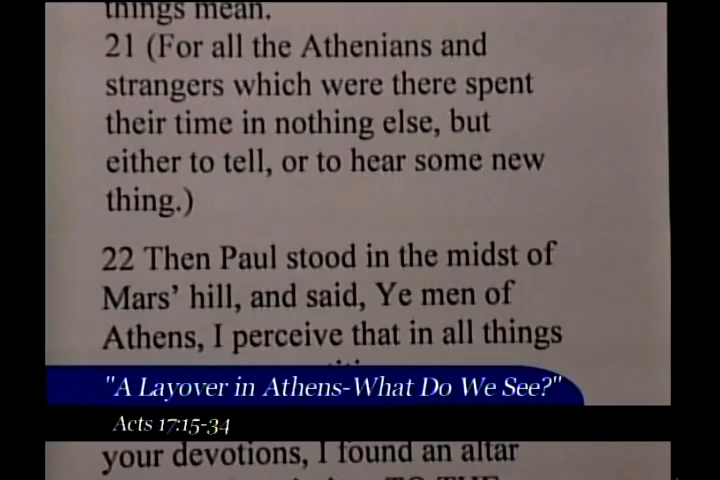 things mean.
21 (For all the Athenians and
strangers which were there spent
their time in nothing else, but
either to tell, or to hear some new
thing.)
22 Then Paul stood in the midst of
Mars' hill, and said, Ye men of
Athens, I perceive that in all things
"A Layover in Athens-What Do We See?"
Acts 17:15-34
your devotions, I found an altar
TO THE